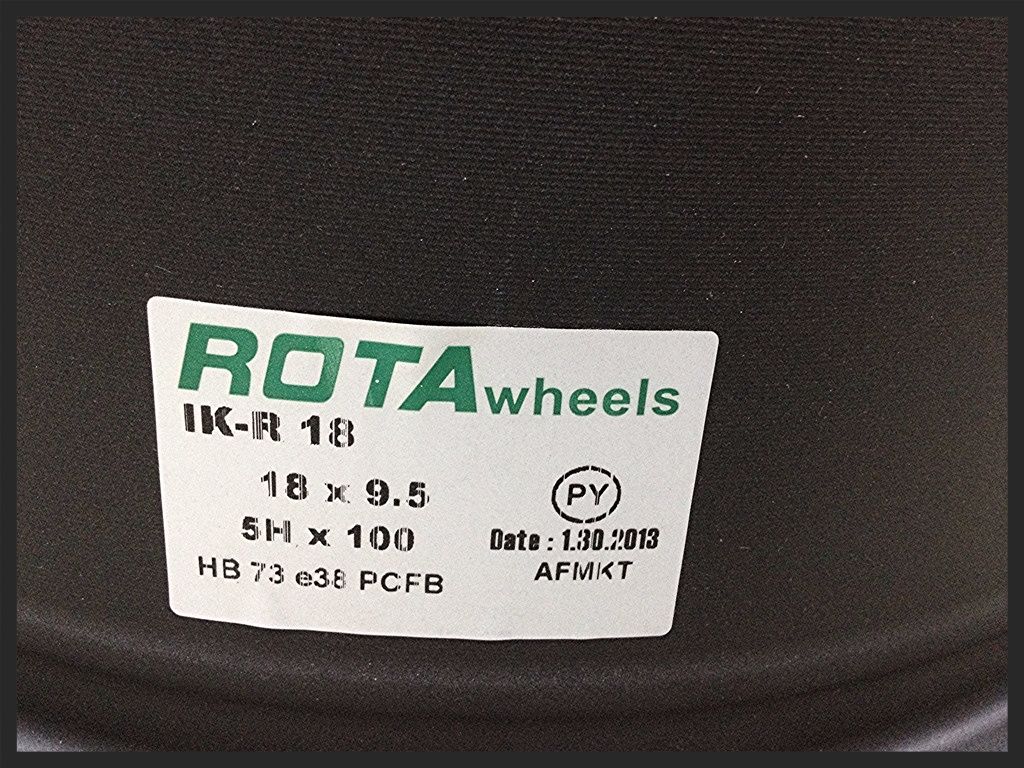 ROTA wheels
IK-R 18
18 x 9.5
5H x 100
HB 73 e38 PCFB
PY
Date : 1.30.2013
AFMKT